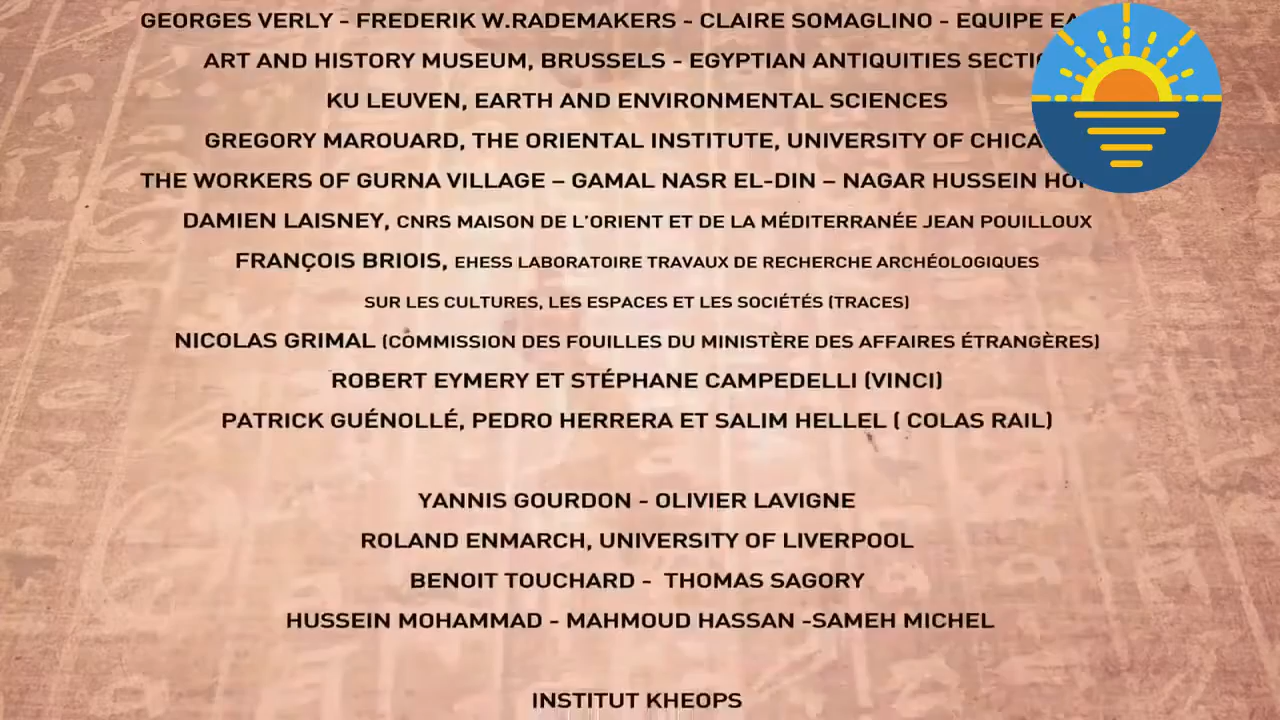 GEORGES VERLY - FREDERIK W.RADEMAKERS - CLAIRE SOMAGLINO - EQUIPE
ART AND HISTORY MUSEUM, BRUSSELS - EGYPTIAN ANTIQUITIES
KU LEUVEN, EARTH AND ENVIRONMENTAL SCIENCES
GREGORY MAROUARD, THE ORIENTAL INSTITUTE, UNIVERSITY OF
THE WORKERS OF GURNA VILLAGE – GAMAL NASR EL-DIN – NAGAR HUSSEIN
DAMIEN LAISNEY, CNRS MAISON DE L'ORIENT ET DE LA MÉDITERRANÉE JEAN POUILLOUX
FRANÇOIS BRIOIS, EHESS LABORATOIRE TRAVAUX DE RECHERCHE ARCHÉOLOGIQUES
SUR LES CULTURES, LES ESPACES ET LES SOCIÉTÉS (TRACES)
NICOLAS GRIMAL (COMMISSION DES FOUILLES DU MINISTÈRE DES AFFAIRES ÉTRANGÈRES)
ROBERT EYMERY ET STÉPHANE CAMPEDELLI (VINCI)
PATRICK GUÉNOLLÉ, PEDRO HERRERA ET SALIM HELLEL ( COLAS RAIL)
YANNIS GOURDON - OLIVIER LAVIGNE
ROLAND ENMARCH, UNIVERSITY OF LIVERPOOL
BENOIT TOUCHARD - THOMAS SAGORY
HUSSEIN MOHAMMAD - MAHMOUD HASSAN -SAMEH MICHEL
INSTITUT KHEOPS